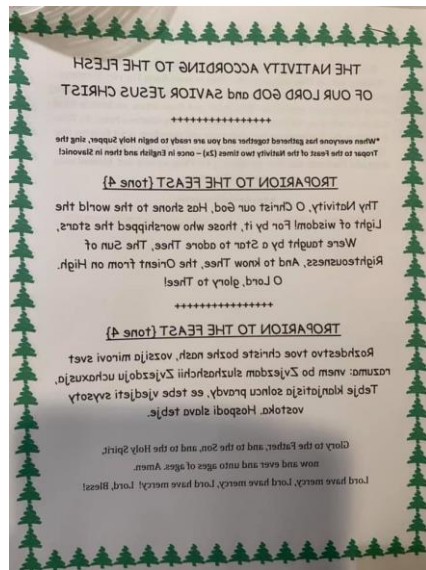 THE NATIVITY ACCORDING TO THE FLESH
OF OUR LORD GOD and SAVIOR JESUS CHRIST
++++++++++++++++
*When everyone has gathered together and you are ready to begin Holy Supper, sing the
Tropar to the Feast of the Nativity two times (2x) – once in English and then in Slavonic!
TROPARION TO THE FEAST {tone 4}
Thy Nativity, O Christ our God, Has shone to the world the
Light of wisdom! For by it, those who worshipped the stars,
Were taught by a Star to adore Thee, The Sun of
Righteousness, And to know Thee, the Orient from on High.
O Lord, glory to Thee!
++++++++++++++++
TROPARION TO THE FEAST {tone 4}
Rozhdestvo tvoe christe bozhe nash, vozsija mirovi svet
razuma: vnem bo Zvjezdam sluzhashchii Zvjezdoju uchaxusja,
Tebje klanjatisja solncu pravdy, ee tebe vjedjeti svysoty
vostoka. Hospodi slava tebje.
Glory to the Father, and to the Son, and to the Holy Spirit,
now and ever and unto ages of ages. Amen.
Lord have mercy, Lord have mercy, Lord have mercy! Lord, Bless!